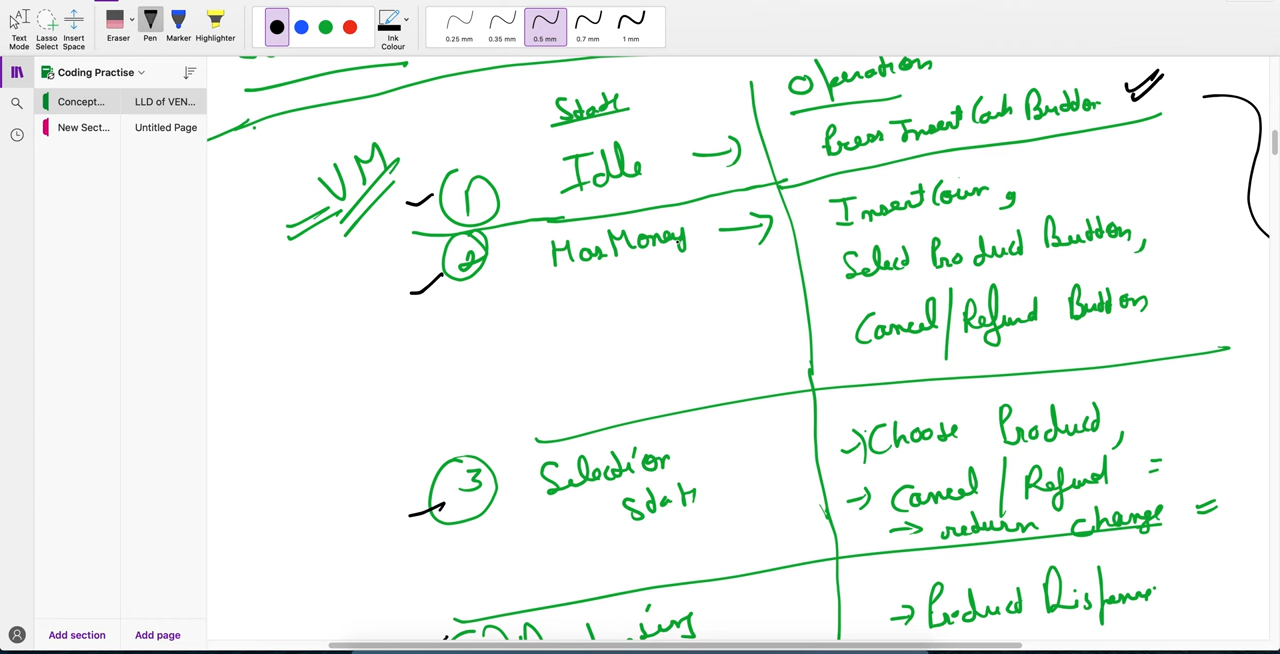 Text Mode
Lasso Select
Insert Space
Eraser
Pen
Marker
Highlighter
Ink Colour
0.25 mm
0.35 mm
0.5 mm
0.7 mm
1 mm
Coding Practise
Concept...
LLD of VEN...
New Sect...
Untitled Page
State
Operation
VM
1
Idle →
Press Insert Cash Button
2
HasMoney →
Insert Coin,
Select Product Button,
Cancel/Refund Button
3
Selection
State
→ Choose Product,
→ Cancel/Refund =
→ return change =
→ Product Dispense
Add section
Add page